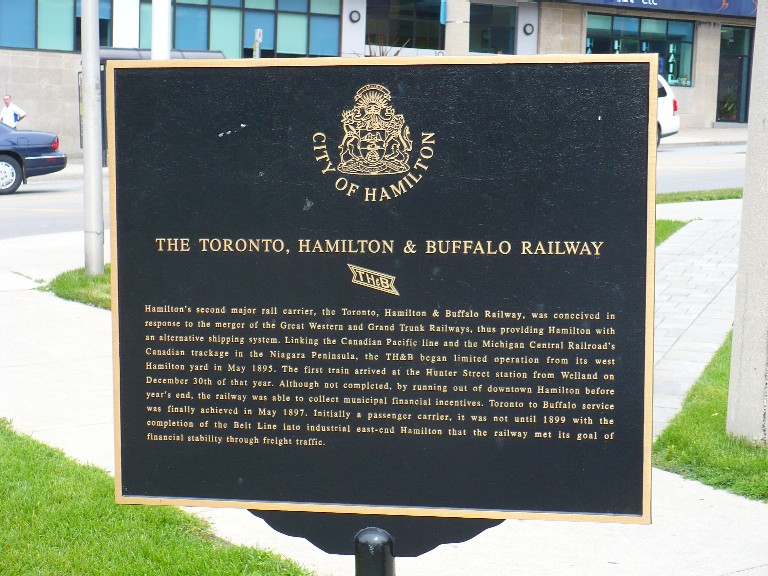 CITY OF HAMILTON
THE TORONTO, HAMILTON & BUFFALO RAILWAY
TH&B
Hamilton's second major rail carrier, the Toronto, Hamilton & Buffalo Railway, was conceived in
response to the merger of the Great Western and Grand Trunk Railways, thus providing Hamilton with
an alternative shipping system. Linking the Canadian Pacific line and the Michigan Central Railroad's
Canadian trackage in the Niagara Peninsula, the TH&B began limited operation from its west
Hamilton yard in May 1895. The first train arrived at the Hunter Street station from Welland on
December 30th of that year. Although not completed, by running out of downtown Hamilton before
year's end, the railway was able to collect municipal financial incentives. Toronto to Buffalo service
was finally achieved in May 1897. Initially a passenger carrier, it was not until 1899 with the
completion of the Belt Line into industrial east-end Hamilton that the railway met its goal of
financial stability through freight traffic.